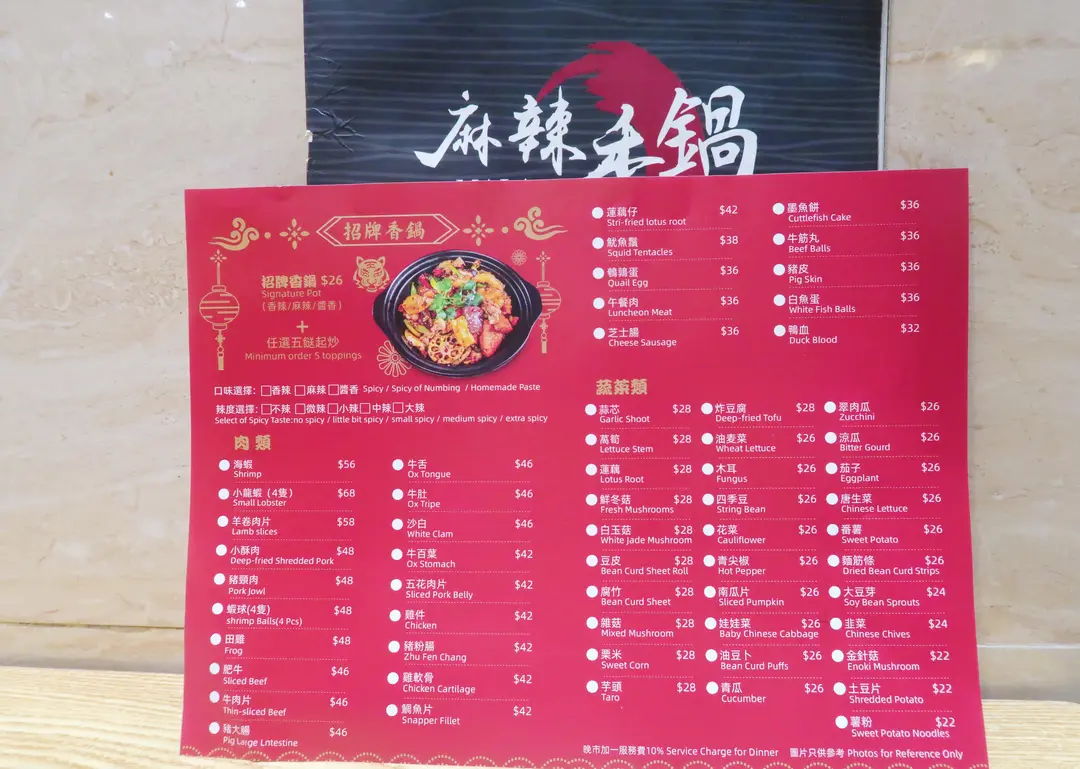 麻辣香鍋
招牌香鍋
招牌香鍋 $26
Signature Pot
(香辣/麻辣/醬香)
+
任選五餸起炒
Minimum order 5 toppings
口味選擇: 香辣 麻辣 醬香 Spicy / Spicy of Numbing / Homemade Paste
辣度選擇: 不辣 微辣 小辣 中辣 大辣
Select of Spicy Taste:no spicy / little bit spicy / small spicy / medium spicy / extra spicy
肉類
海蝦 $56
Shrimp
小龍蝦 (4隻) $68
Small Lobster
羊卷肉片 $58
Lamb slices
小酥肉 $48
Deep-fried Shredded Pork
豬頸肉 $48
Pork Jowl
蝦球(4隻) $48
shrimp Balls(4 Pcs)
田雞 $48
Frog
肥牛 $46
Sliced Beef
牛肉片 $46
Thin-sliced Beef
豬大腸 $46
Pig Large Lntestine
牛舌 $46
Ox Tongue
牛肚 $46
Ox Tripe
沙白 $46
White Clam
牛百葉 $42
Ox Stomach
五花肉片 $42
Sliced Pork Belly
雞件 $42
Chicken
豬粉腸 $42
Zhu Fen Chang
雞軟骨 $42
Chicken Cartilage
鯛魚片 $42
Snapper Fillet
蓮藕仔 $42
Stri-fried lotus root
魷魚鬚 $38
Squid Tentacles
鵪鶉蛋 $36
Quail Egg
午餐肉 $36
Luncheon Meat
芝士腸 $36
Cheese Sausage
墨魚餅 $36
Cuttlefish Cake
牛筋丸 $36
Beef Balls
豬皮 $36
Pig Skin
白魚蛋 $36
White Fish Balls
鴨血 $32
Duck Blood
蔬菜類
蒜芯 $28
Garlic Shoot
萵筍 $28
Lettuce Stem
蓮藕 $28
Lotus Root
鮮冬菇 $28
Fresh Mushrooms
白玉菇 $28
White Jade Mushroom
豆皮 $28
Bean Curd Sheet Roll
腐竹 $28
Bean Curd Sheet
雜菇 $28
Mixed Mushroom
栗米 $28
Sweet Corn
芋頭 $28
Taro
炸豆腐 $28
Deep-fried Tofu
油麦菜 $26
Wheat Lettuce
木耳 $26
Fungus
四季豆 $26
String Bean
花菜 $26
Cauliflower
青尖椒 $26
Hot Pepper
南瓜片 $26
Sliced Pumpkin
娃娃菜 $26
Baby Chinese Cabbage
油豆卜 $26
Bean Curd Puffs
青瓜 $26
Cucumber
翠肉瓜 $26
Zucchini
涼瓜 $26
Bitter Gourd
茄子 $26
Eggplant
唐生菜 $26
Chinese Lettuce
番薯 $26
Sweet Potato
麵筋條 $26
Dried Bean Curd Strips
大豆芽 $24
Soy Bean Sprouts
韭菜 $24
Chinese Chives
金針菇 $22
Enoki Mushroom
土豆片 $22
Shredded Potato
薯粉 $22
Sweet Potato Noodles
晚市加一服務費10% Service Charge for Dinner 圖片只供參考 Photos for Reference Only